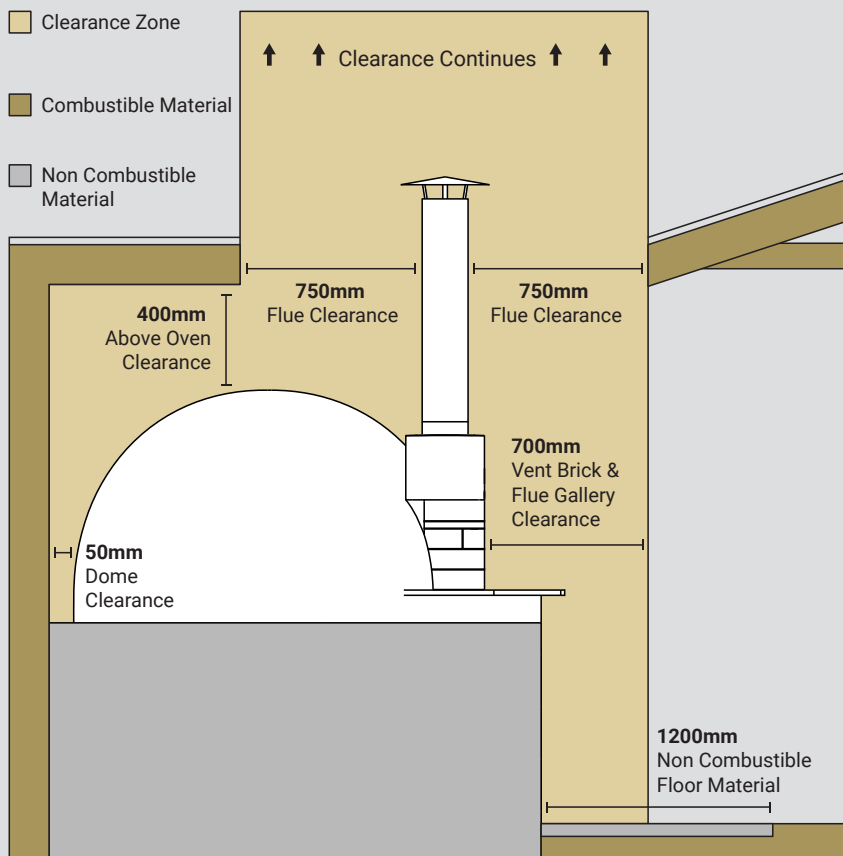 Clearance Zone
Clearance Continues
Combustible Material
Non Combustible
Material
750mm
Flue Clearance
750mm
Flue Clearance
400mm
Above Oven
Clearance
700mm
Vent Brick &
Flue Gallery
Clearance
50mm
Dome
Clearance
1200mm
Non Combustible
Floor Material